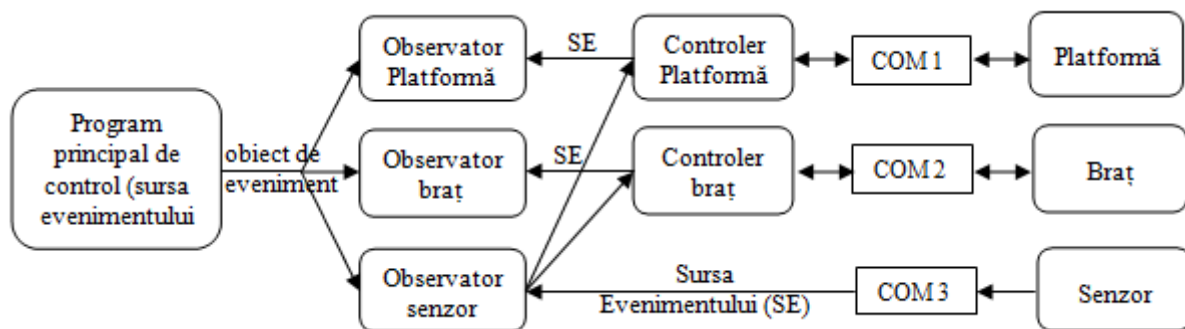 Program
principal de
control (sursa
evenimentului
obiect de
eveniment
Observator
Platformă
SE
Controler
Platformă
COM 1
Platformă
Observator
braț
SE
Controler
braț
COM 2
Braț
Observator
senzor
Sursa
Evenimentului (SE)
COM 3
Senzor